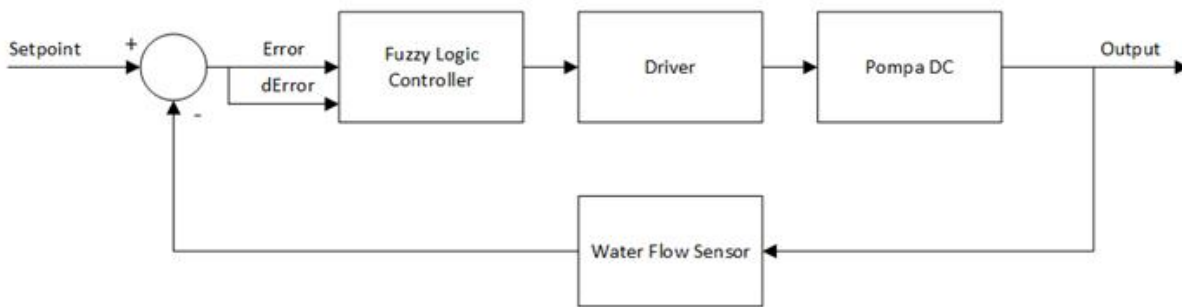 Setpoint
+
-
Error
dError
Fuzzy Logic
Controller
Driver
Pompa DC
Output
Water Flow Sensor